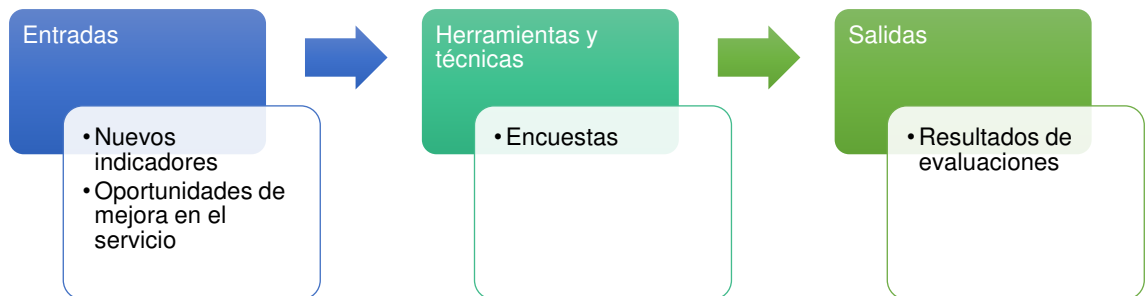 Entradas
• Nuevos
indicadores
• Oportunidades de
mejora en el
servicio
Herramientas y
técnicas
• Encuestas
Salidas
• Resultados de
evaluaciones